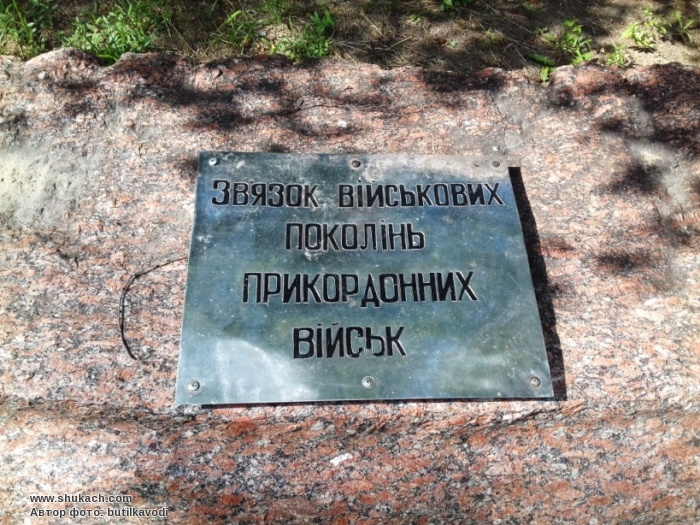 ЗВЯЗОК ВІЙСЬКОВИХ
ПОКОЛІНЬ
ПРИКОРДОННИХ
ВІЙСЬК
www.shukach.com
Автор фото: butilkavodi